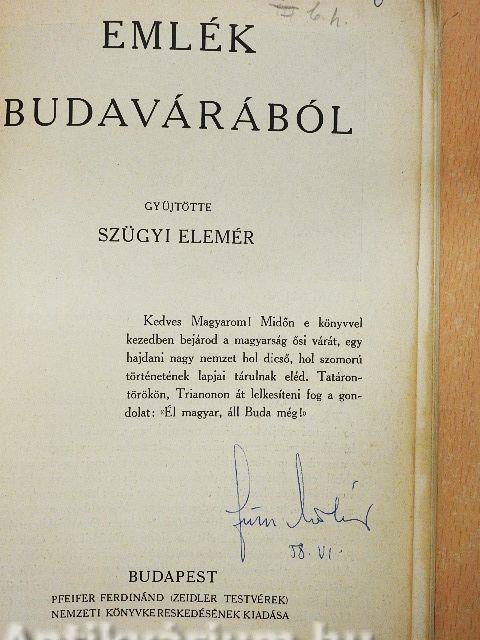 EMLÉK
BUDAVÁRÁBÓL
GYÜJTÖTTE
SZÜGYI ELEMÉR
Kedves Magyarom! Midőn e könyvvel
kezedben bejárod a magyarság ősi várát, egy
hajdani nagy nemzet hol dicső, hol szomorú
történetének lapjai tárulnak eléd. Tatáron-
törökön, Trianonon át lelkesíteni fog a gon-
dolat: «Él magyar, áll Buda még!»
58. VI.
BUDAPEST
PFEIFER FERDINÁND (ZEIDLER TESTVÉREK)
NEMZETI KÖNYVKERESKEDÉSÉNEK KIADÁSA